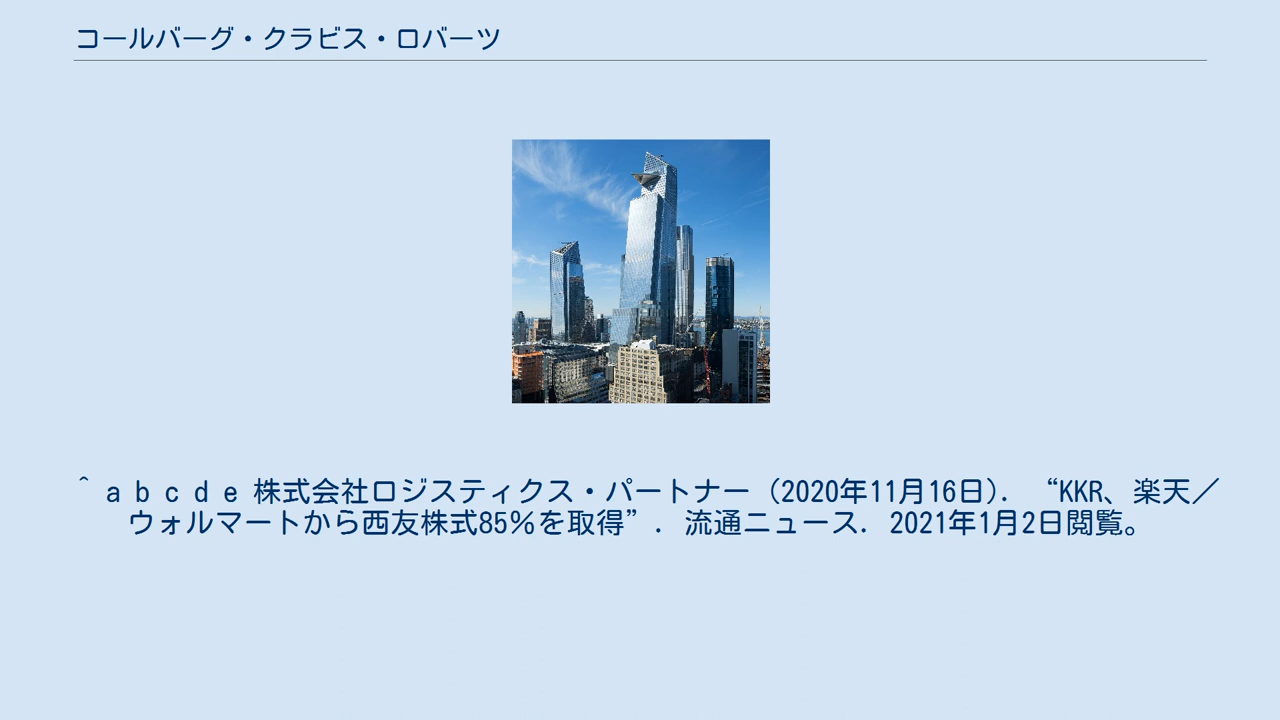 コールバーグ・クラビス・ロバーツ
^ a b c d e 株式会社ロジスティクス・パートナー (2020年11月16日). “KKR、楽天／
ウォルマートから西友株式85％を取得”. 流通ニュース. 2021年1月2日閲覧。